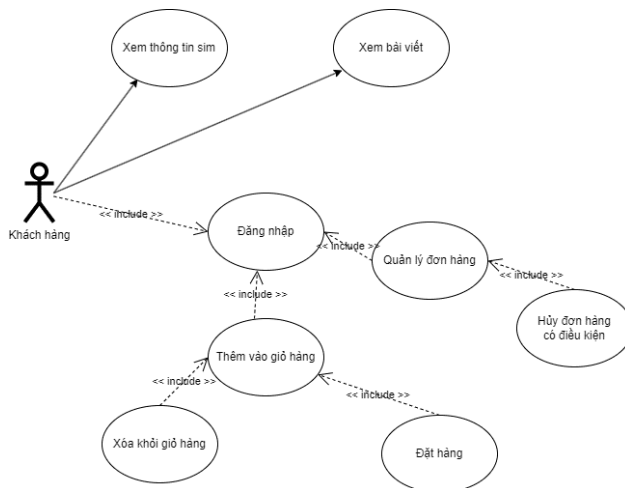 Xem thông tin sim
Xem bài viết
Khách hàng
<< include >>
Đăng nhập
<< include >>
Quản lý đơn hàng
<< include >>
<< include >>
Hủy đơn hàng
có điều kiện
Thêm vào giỏ hàng
<< include >>
<< include >>
Xóa khỏi giỏ hàng
Đặt hàng